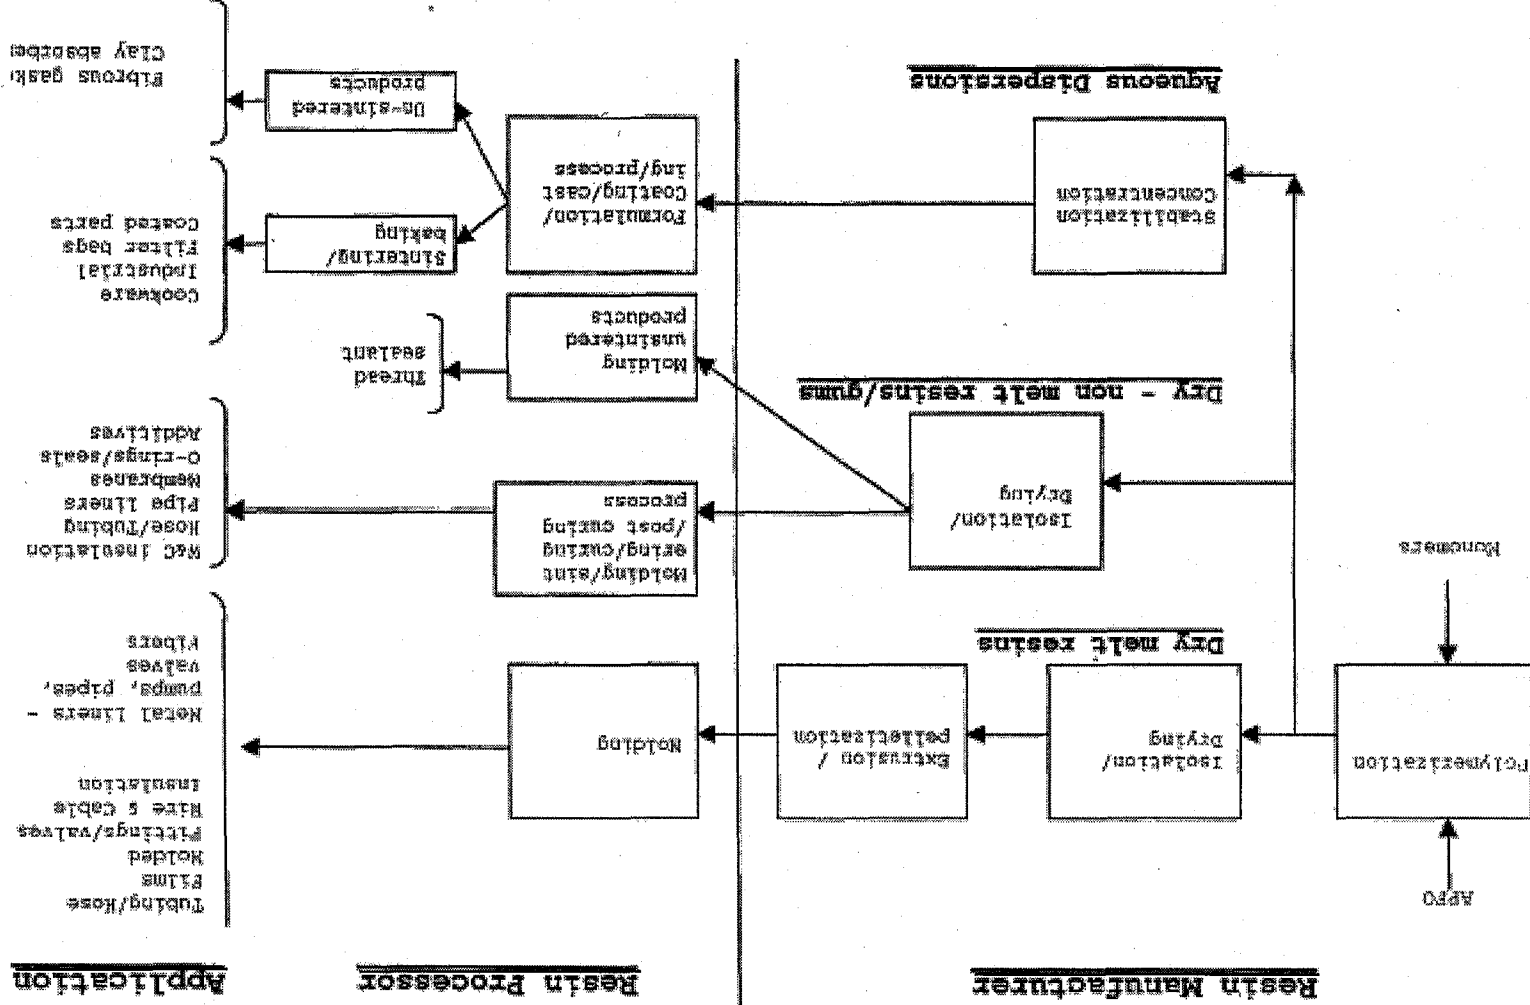 Resin Manufacturer
Resin Processor
Application
APFO
Polymerization
Monomers
Isolation/
Drying
Extrusion /
pelletization
Dry melt resins
Molding
Tubing/Hose
Films
Molded
Fittings/valves
Wire & Cable
Insulation
Metal liners -
pumps, pipes,
valves
Fibers
Isolation/
Drying
Dry - non melt resins/gums
Molding/sint
ering/curing
/post curing
process
W&C insulation
Hose/Tubing
Pipe liners
Membranes
O-rings/seals
Additives
Molding
unsintered
products
Thread
sealant
Stabilization
Concentration
Aqueous Dispersions
Formulation/
Coating/cast
ing/process
Sintering/
baking
Cookware
Industrial
Filter bags
Coated parts
Un-sintered
products
Fibrous gask
Clay absorbe